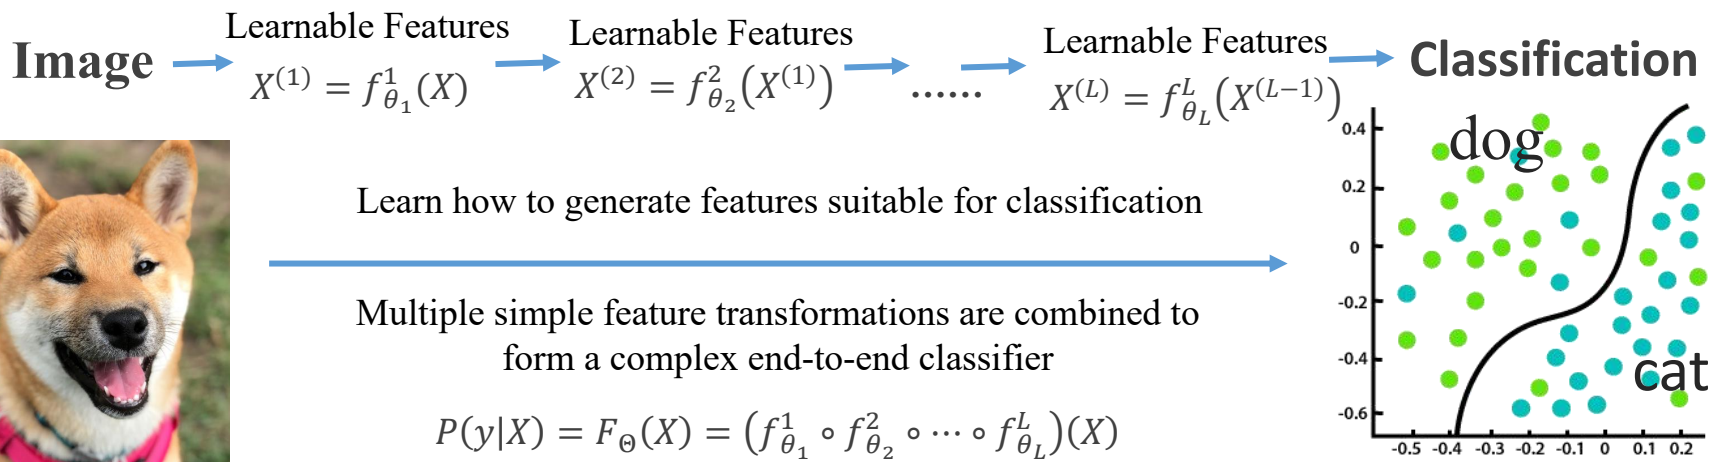 Image
Learnable Features
X^{(1)} = f^1_{θ_1}(X)
Learnable Features
X^{(2)} = f^2_{θ_2}(X^{(1)})
......
Learnable Features
X^{(L)} = f^L_{θ_L}(X^{(L−1)})
Classification
Learn how to generate features suitable for classification
Multiple simple feature transformations are combined to
form a complex end-to-end classifier
P(y|X) = F_Θ(X) = (f^1_{θ_1} ∘ f^2_{θ_2} ∘ ⋯ ∘ f^L_{θ_L})(X)
dog
cat
0.4
0.2
0
-0.2
-0.4
-0.6
-0.5 -0.4 -0.3 -0.2 -0.1 0 0.1 0.2